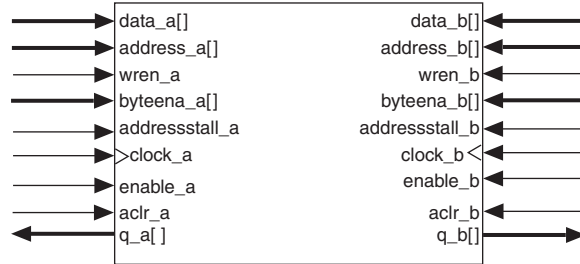 data_a[] data_b[]
address_a[] address_b[]
wren_a wren_b
byteena_a[] byteena_b[]
addressstall_a addressstall_b
clock_a clock_b
enable_a enable_b
aclr_a aclr_b
q_a[ ] q_b[]